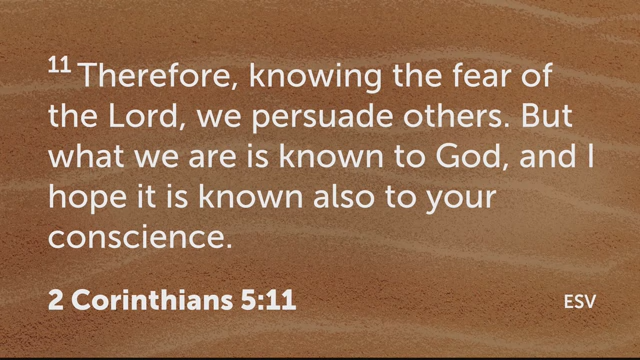 11 Therefore, knowing the fear of
the Lord, we persuade others. But
what we are is known to God, and I
hope it is known also to your
conscience.
2 Corinthians 5:11
ESV